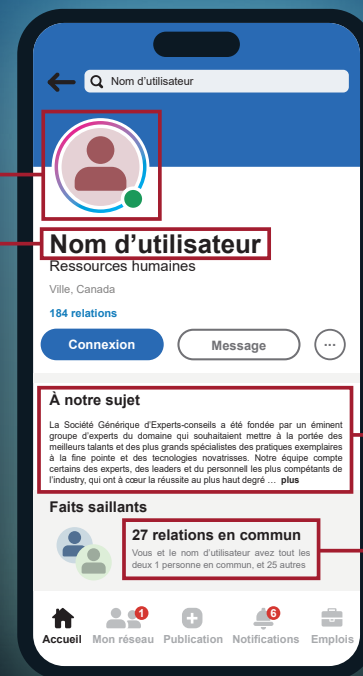 Nom d'utilisateur
Nom d'utilisateur
Ressources humaines
Ville, Canada
184 relations
Connexion
Message
...
À notre sujet
La Société Générique d'Experts-conseils a été fondée par un éminent
groupe d'experts du domaine qui souhaitaient mettre à la portée des
meilleurs talents et des plus grands spécialistes des pratiques exemplaires
à la fine pointe et des tecnologies novatrisses. Notre équipe compte
certains des experts, des leaders et du personnell les plus compétants de
l'industry, qui ont à cœur la réussite au plus haut degré … plus
Faits saillants
27 relations en commun
Vous et le nom d'utilisateur avez tout les
deux 1 personne en commun, et 25 autres
1
6
Accueil Mon réseau Publication Notifications Emplois